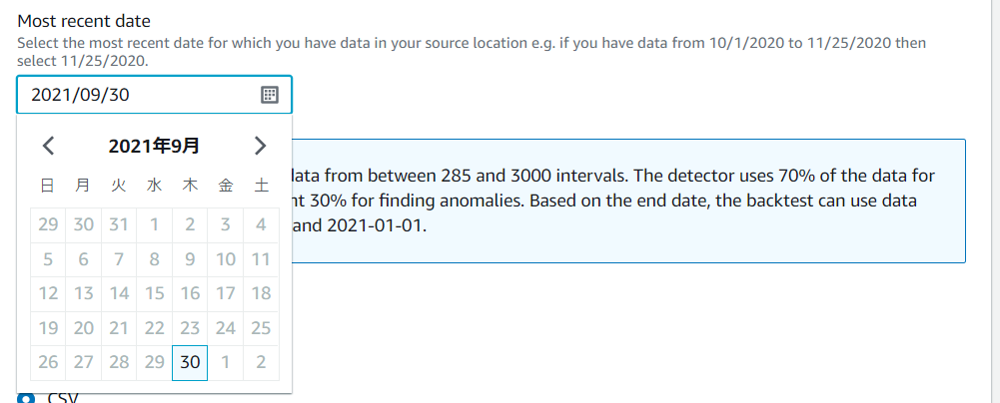 Most recent date
Select the most recent date for which you have data in your source location e.g. if you have data from 10/1/2020 to 11/25/2020 then
select 11/25/2020.
2021/09/30
2021年9月
日 月 火 水 木 金 土
29 30 31 1 2 3 4
5 6 7 8 9 10 11
12 13 14 15 16 17 18
19 20 21 22 23 24 25
26 27 28 29 30 1 2
data from between 285 and 3000 intervals. The detector uses 70% of the data for
nt 30% for finding anomalies. Based on the end date, the backtest can use data
and 2021-01-01.
CSV